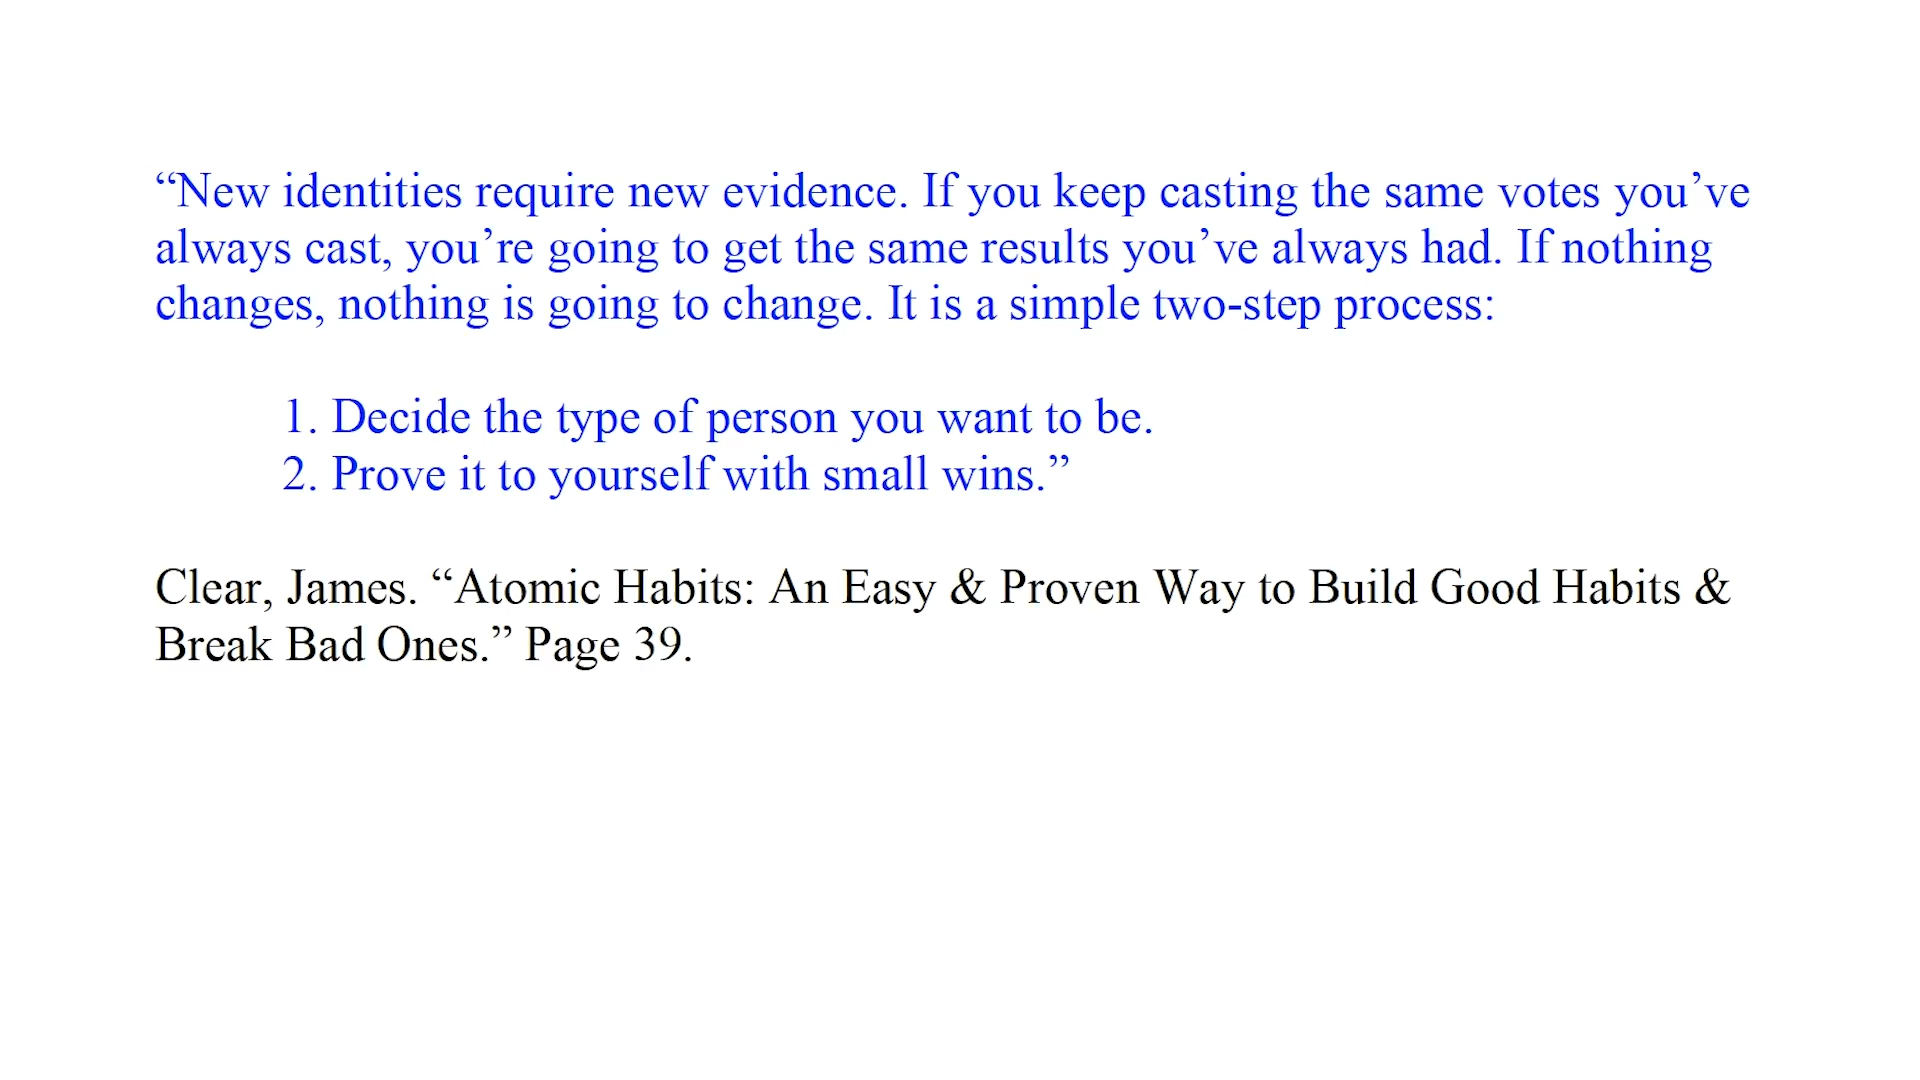 “New identities require new evidence. If you keep casting the same votes you’ve
always cast, you’re going to get the same results you’ve always had. If nothing
changes, nothing is going to change. It is a simple two-step process:
1. Decide the type of person you want to be.
2. Prove it to yourself with small wins.”
Clear, James. “Atomic Habits: An Easy & Proven Way to Build Good Habits &
Break Bad Ones.” Page 39.